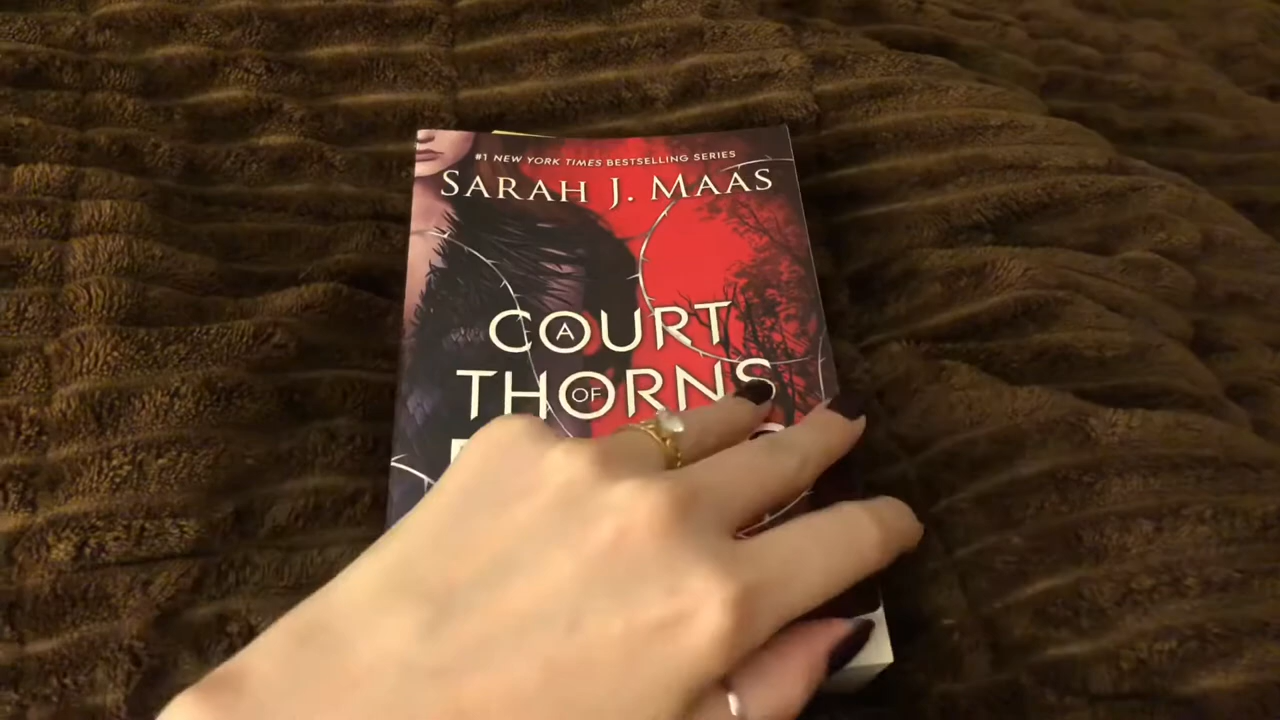 #1 NEW YORK TIMES BESTSELLING SERIES
SARAH J. MAAS
A
COURT
OF
THORNS